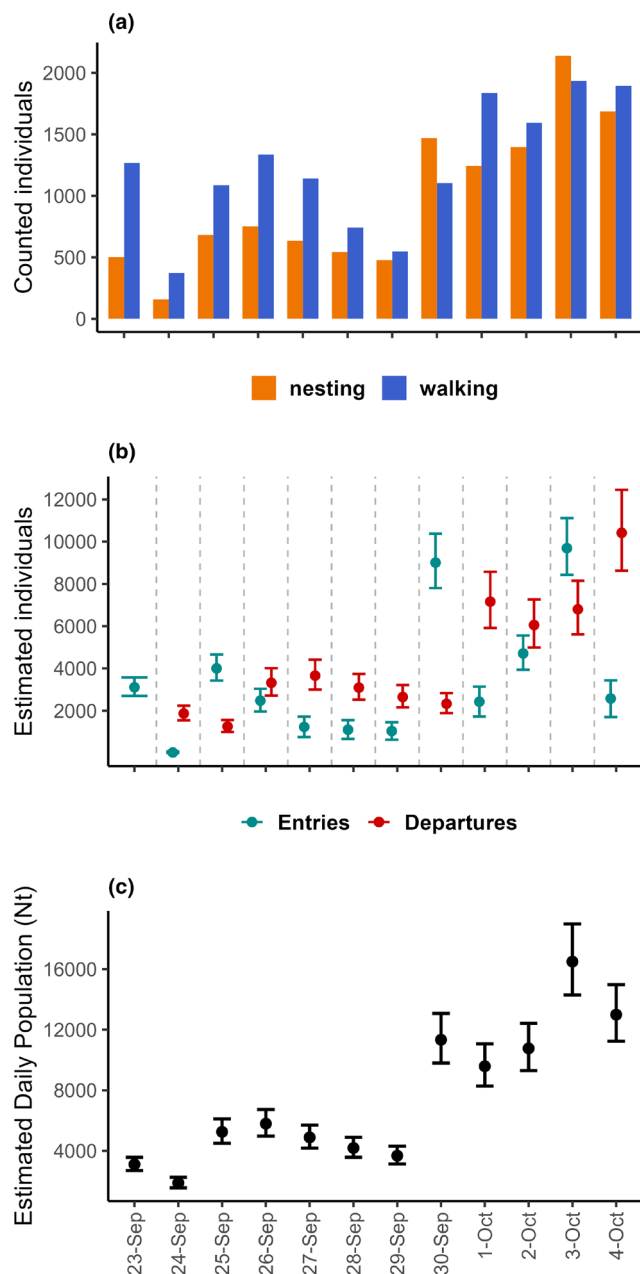 (a)
Counted individuals
2000
1500
1000
500
0
nesting walking
(b)
Estimated individuals
12000
10000
8000
6000
4000
2000
Entries Departures
(c)
Estimated Daily Population (Nt)
16000
12000
8000
4000
23-Sep
24-Sep
25-Sep
26-Sep
27-Sep
28-Sep
29-Sep
30-Sep
1-Oct
2-Oct
3-Oct
4-Oct